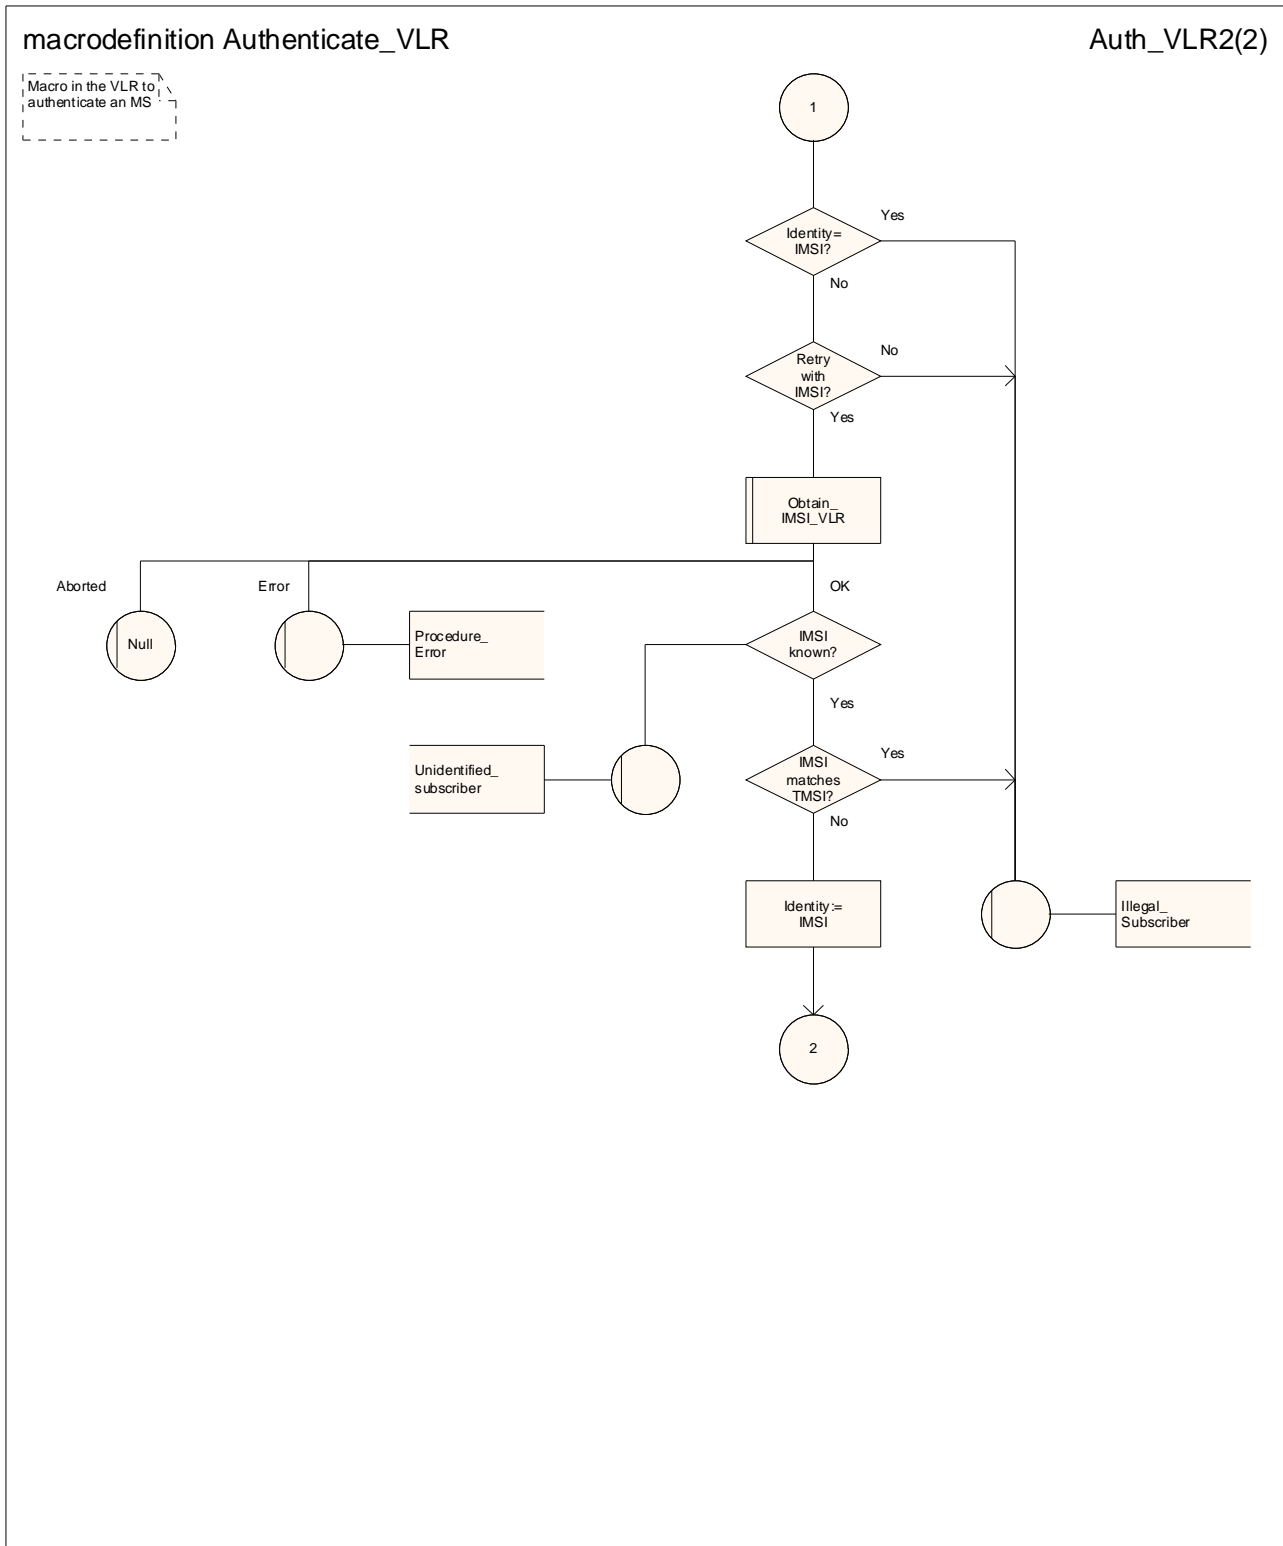 macrodefinition Authenticate_VLR
Auth_VLR2(2)
Macro in the VLR to
authenticate an MS
1
Yes
Identity=
IMSI?
No
No
Retry
with
IMSI?
Yes
Obtain_
IMSI_VLR
Aborted
Error
OK
Null
Procedure_
Error
IMSI
known?
Yes
Unidentified_
subscriber
Yes
IMSI
matches
TMSI?
No
Identity:=
IMSI
Illegal_
Subscriber
2